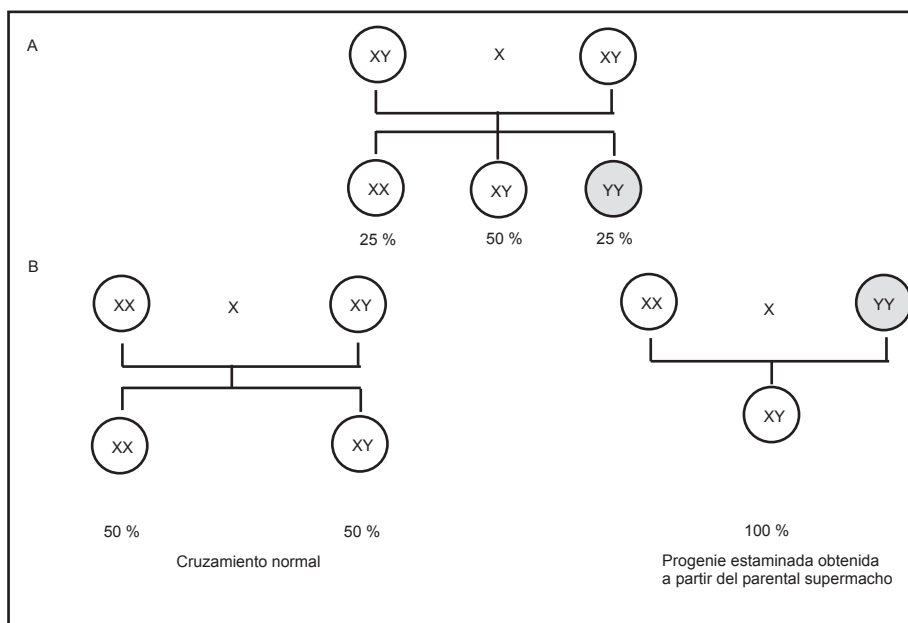 A
XY X XY
XX XY YY
25 % 50 % 25 %
B
XX X XY
XX X YY
XX XY
XY
50 % 50 %
100 %
Cruzamiento normal
Progenie estaminada obtenida
a partir del parental supermacho